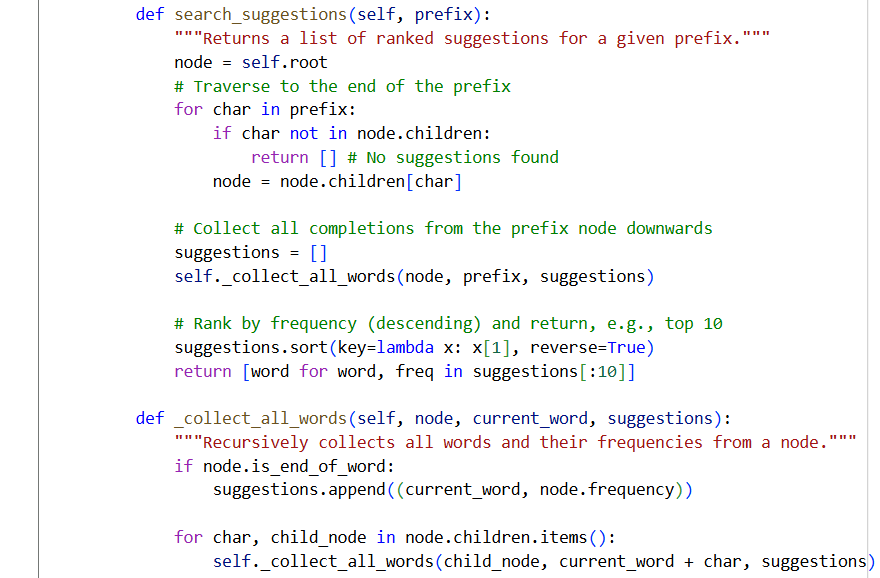 def search_suggestions(self, prefix):
"""Returns a list of ranked suggestions for a given prefix."""
node = self.root
# Traverse to the end of the prefix
for char in prefix:
if char not in node.children:
return [] # No suggestions found
node = node.children[char]
# Collect all completions from the prefix node downwards
suggestions = []
self._collect_all_words(node, prefix, suggestions)
# Rank by frequency (descending) and return, e.g., top 10
suggestions.sort(key=lambda x: x[1], reverse=True)
return [word for word, freq in suggestions[:10]]
def _collect_all_words(self, node, current_word, suggestions):
"""Recursively collects all words and their frequencies from a node."""
if node.is_end_of_word:
suggestions.append((current_word, node.frequency))
for char, child_node in node.children.items():
self._collect_all_words(child_node, current_word + char, suggestions)